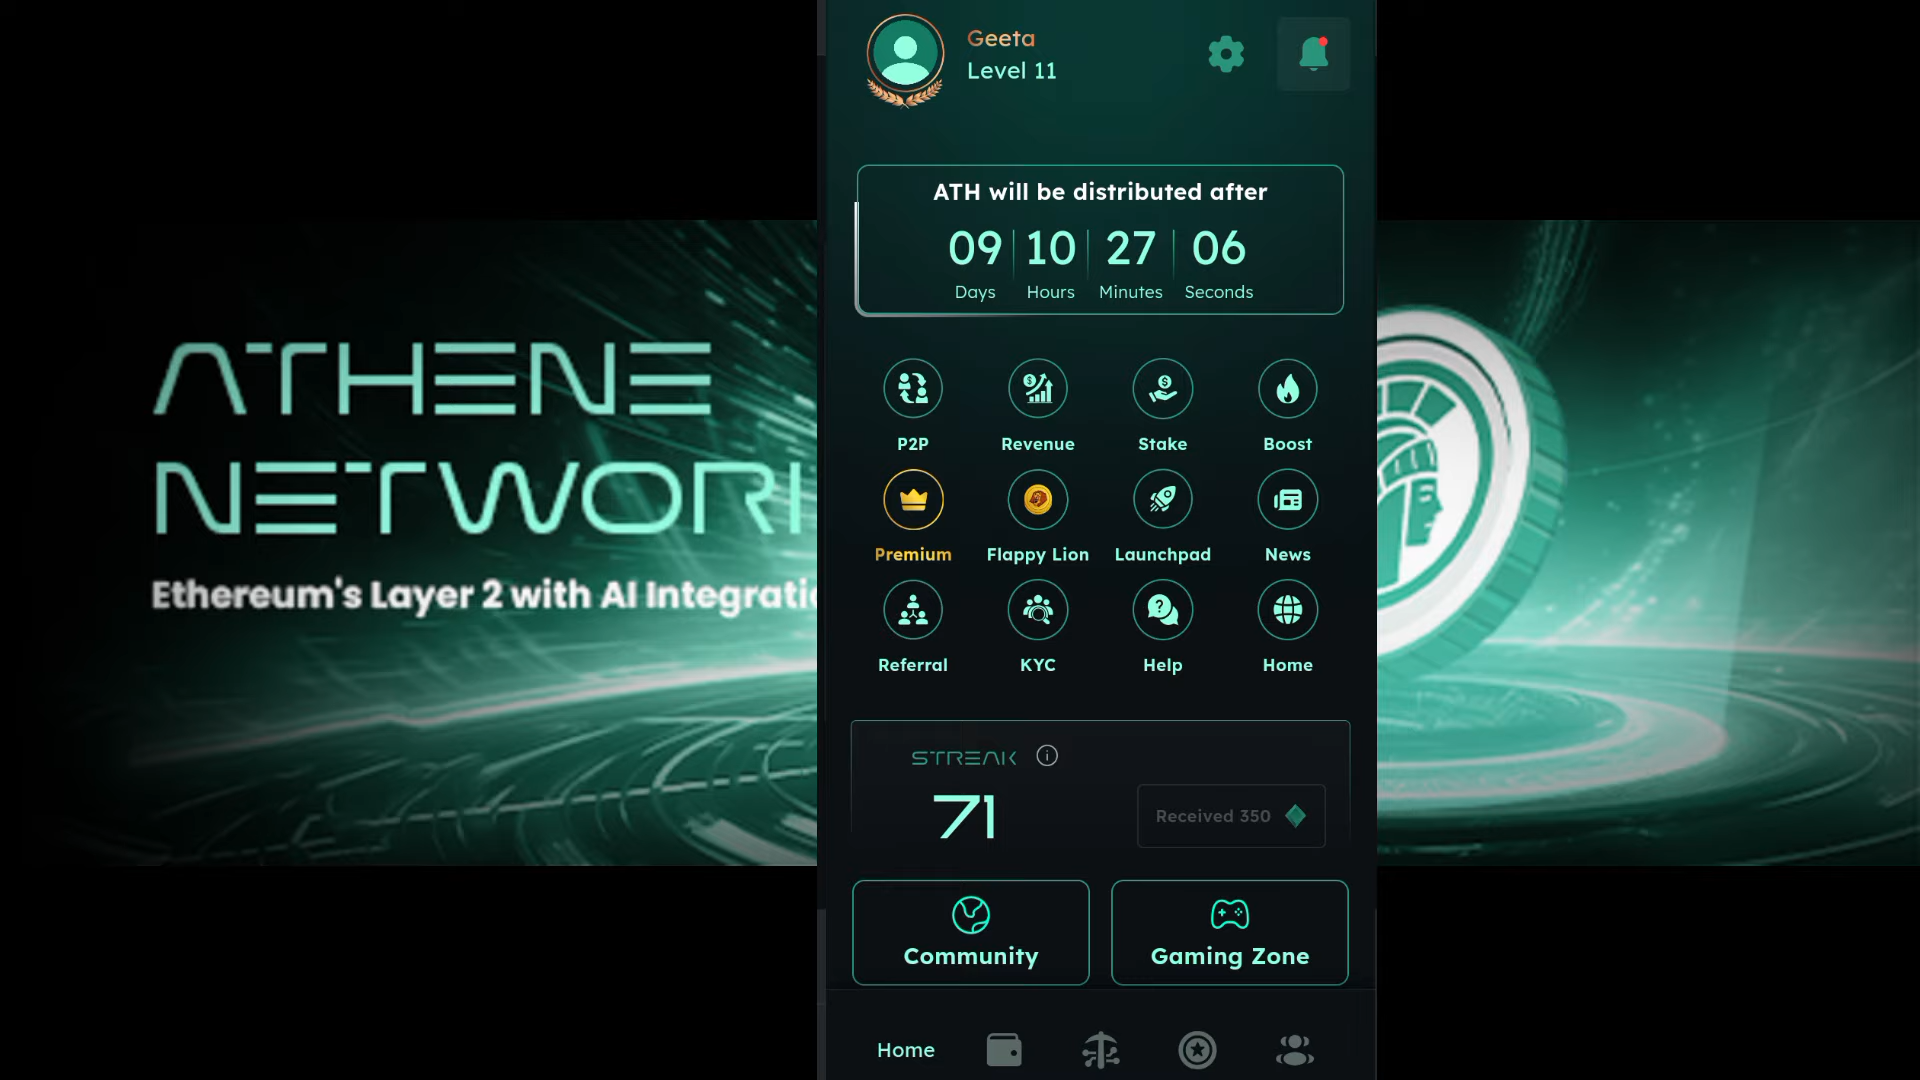 Geeta
Level 11
ATH will be distributed after
09 10 27 06
Days Hours Minutes Seconds
P2P Revenue Stake Boost
Premium Flappy Lion Launchpad News
Referral KYC Help Home
STREAK
71
Received 350
Community Gaming Zone
Home
ATHENE
NETWOR
Ethereum's Layer 2 with AI Integrati